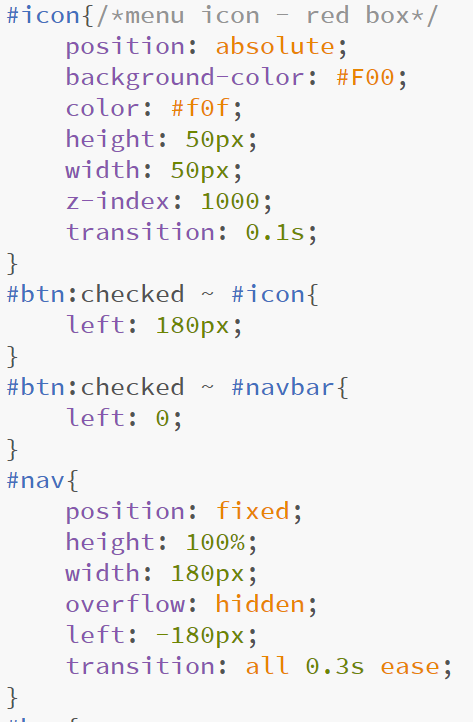 #icon{/*menu icon - red box*/
    position: absolute;
    background-color: #F00;
    color: #f0f;
    height: 50px;
    width: 50px;
    z-index: 1000;
    transition: 0.1s;
}
#btn:checked ~ #icon{
    left: 180px;
}
#btn:checked ~ #navbar{
    left: 0;
}
#nav{
    position: fixed;
    height: 100%;
    width: 180px;
    overflow: hidden;
    left: -180px;
    transition: all 0.3s ease;
}